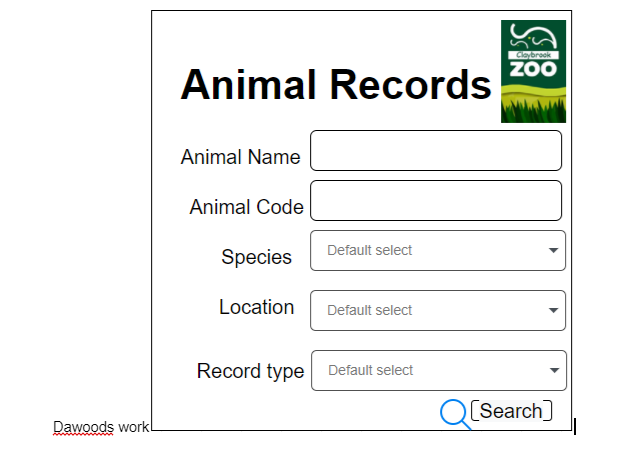 Claybrook
ZOO
Animal Records
Animal Name
Animal Code
Species Default select
Location Default select
Record type Default select
Search
Dawoods work